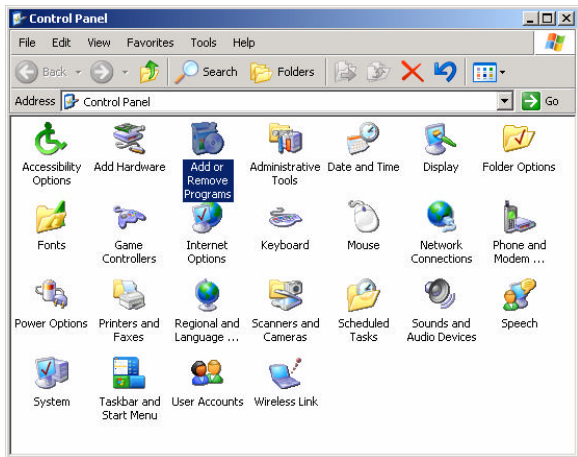 Control Panel
File Edit View Favorites Tools Help
Back Search Folders
Address Control Panel Go
Accessibility Options
Add Hardware
Add or Remove Programs
Administrative Tools
Date and Time
Display
Folder Options
Fonts
Game Controllers
Internet Options
Keyboard
Mouse
Network Connections
Phone and Modem ...
Power Options
Printers and Faxes
Regional and Language ...
Scanners and Cameras
Scheduled Tasks
Sounds and Audio Devices
Speech
System
Taskbar and Start Menu
User Accounts
Wireless Link